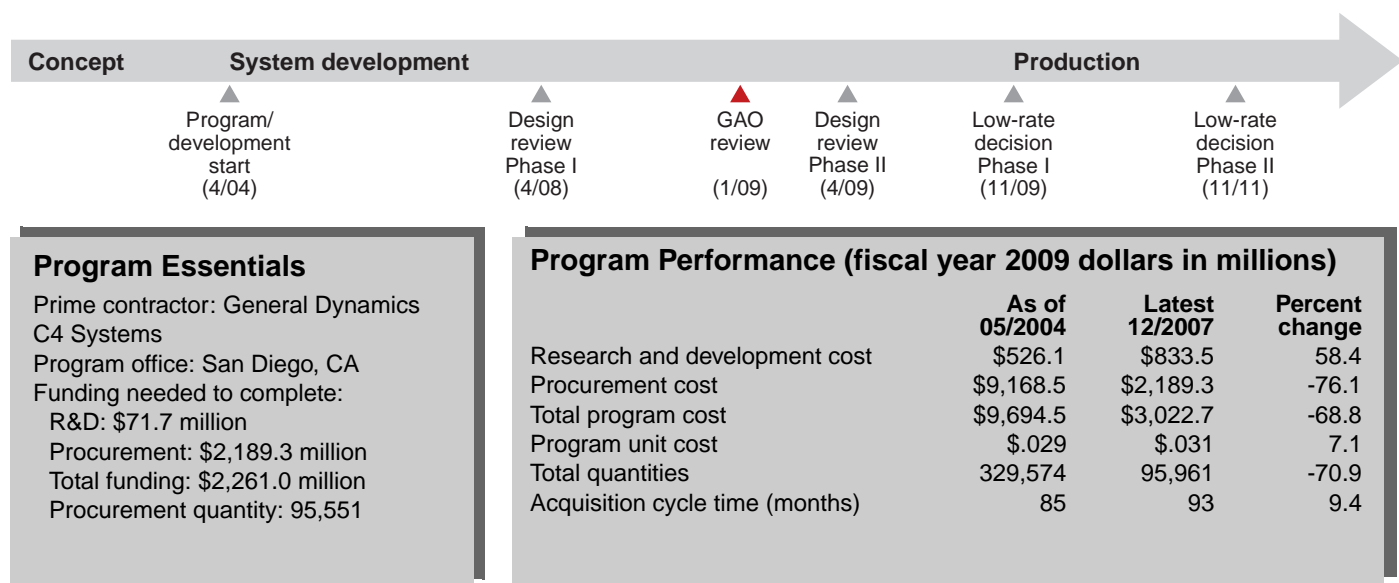 Concept System development Production
Program/
development
start
(4/04)
Design
review
Phase I
(4/08)
GAO
review
(1/09)
Design
review
Phase II
(4/09)
Low-rate
decision
Phase I
(11/09)
Low-rate
decision
Phase II
(11/11)
Program Essentials
Prime contractor: General Dynamics
C4 Systems
Program office: San Diego, CA
Funding needed to complete:
R&D: $71.7 million
Procurement: $2,189.3 million
Total funding: $2,261.0 million
Procurement quantity: 95,551
Program Performance (fiscal year 2009 dollars in millions)
As of Latest Percent
05/2004 12/2007 change
Research and development cost $526.1 $833.5 58.4
Procurement cost $9,168.5 $2,189.3 -76.1
Total program cost $9,694.5 $3,022.7 -68.8
Program unit cost $.029 $.031 7.1
Total quantities 329,574 95,961 -70.9
Acquisition cycle time (months) 85 93 9.4